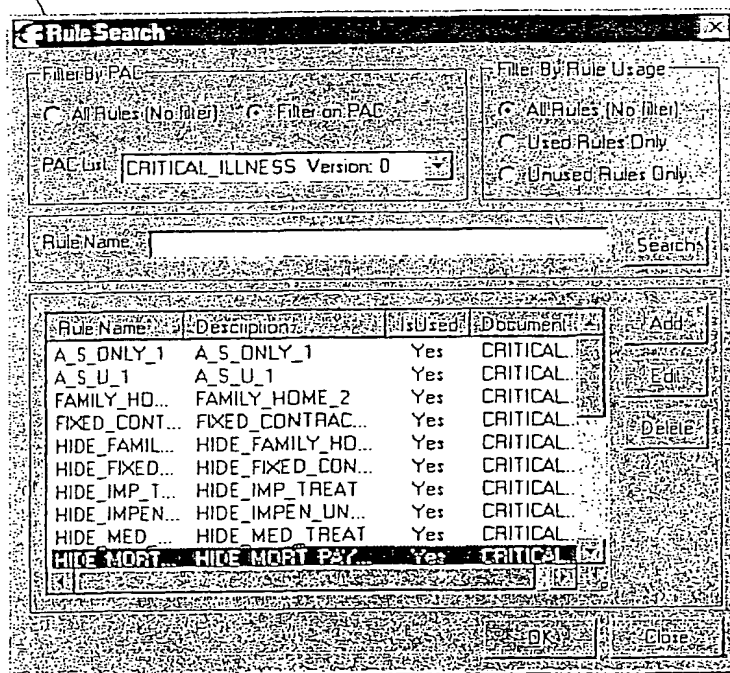 Rule Search
Filter By PAC
All Rules (No filter) Filter on PAC
PAC List CRITICAL_ILLNESS Version: 0
Filter By Rule Usage
All Rules (No filter)
Used Rules Only
Unused Rules Only
Rule Name Search
Rule Name Description IsUsed Document
A_S_ONLY_1 A_S_ONLY_1 Yes CRITICAL...
A_S_U_1 A_S_U_1 Yes CRITICAL...
FAMILY_HO... FAMILY_HOME_2 Yes CRITICAL...
FIXED_CONT... FIXED_CONTRAC... Yes CRITICAL...
HIDE_FAMIL... HIDE_FAMILY_HO... Yes CRITICAL...
HIDE_FIXED... HIDE_FIXED_CON... Yes CRITICAL...
HIDE_IMP_T... HIDE_IMP_TREAT Yes CRITICAL...
HIDE_IMPEN... HIDE_IMPEN_UN... Yes CRITICAL...
HIDE_MED_... HIDE_MED_TREAT Yes CRITICAL...
HIDE_MORT... HIDE_MORT_PAY... Yes CRITICAL...
Add
Edit
Delete
OK Close